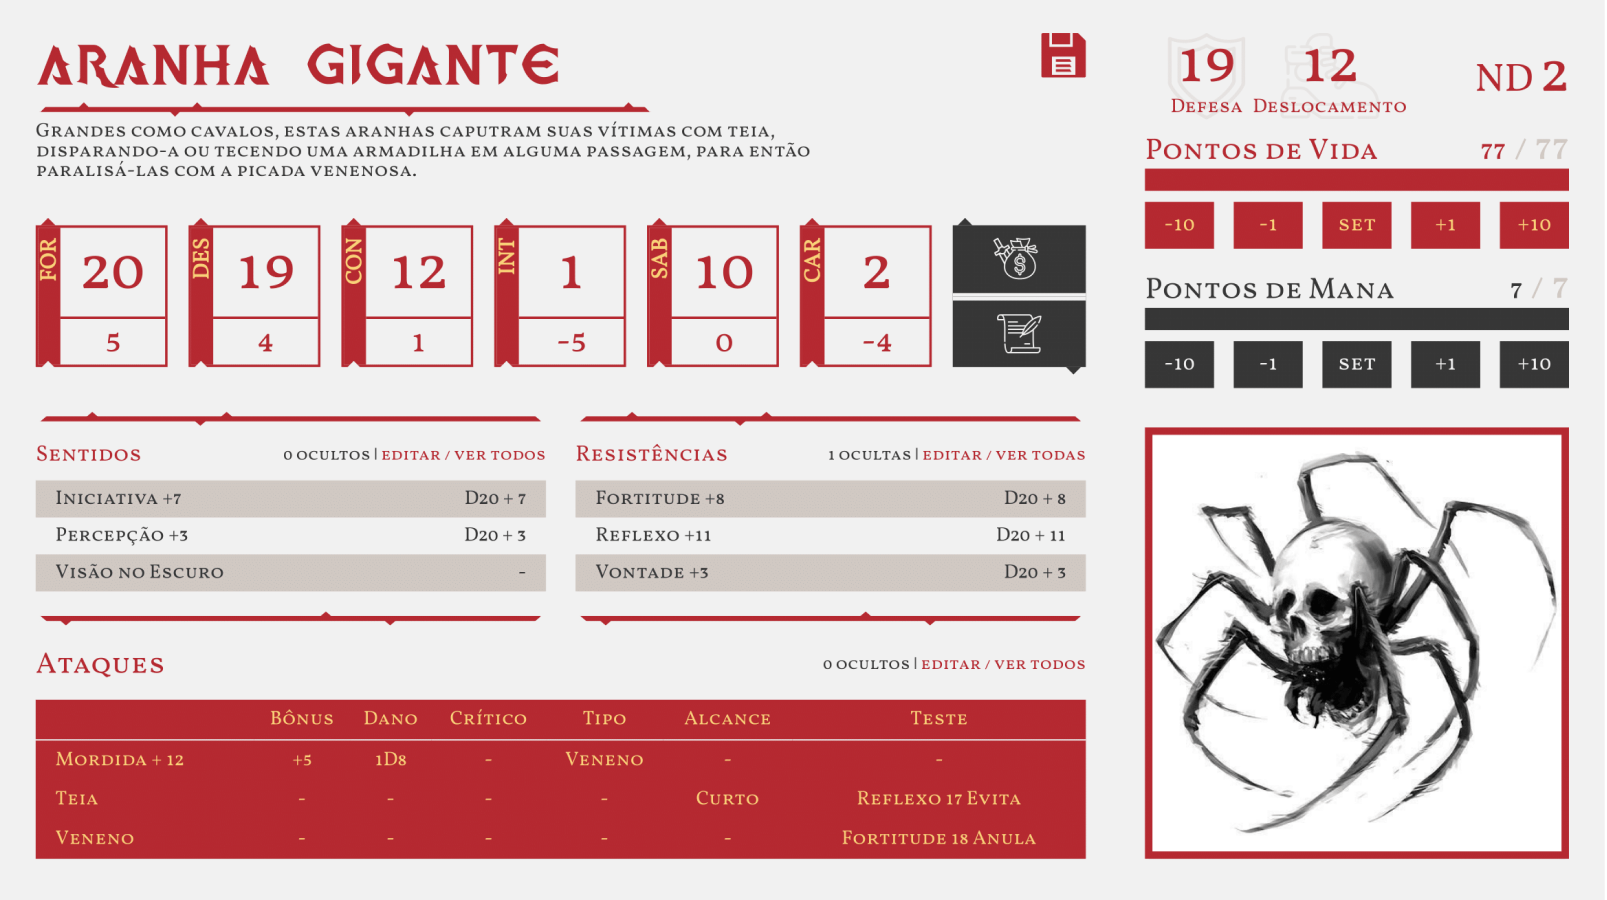 ARANHA GIGANTE
GRANDES COMO CAVALOS, ESTAS ARANHAS CAPUTRAM SUAS VÍTIMAS COM TEIA,
DISPARANDO-A OU TECENDO UMA ARMADILHA EM ALGUMA PASSAGEM, PARA ENTÃO
PARALISÁ-LAS COM A PICADA VENENOSA.
19 12 ND 2
DEFESA DESLOCAMENTO
PONTOS DE VIDA 77 / 77
-10 -1 SET +1 +10
PONTOS DE MANA 7 / 7
-10 -1 SET +1 +10
FOR 20 5
DES 19 4
CON 12 1
INT 1 -5
SAB 10 0
CAR 2 -4
$
SENTIDOS 0 OCULTOS | EDITAR / VER TODOS
INICIATIVA +7 D20 + 7
PERCEPÇÃO +3 D20 + 3
VISÃO NO ESCURO -
RESISTÊNCIAS 1 OCULTAS | EDITAR / VER TODAS
FORTITUDE +8 D20 + 8
REFLEXO +11 D20 + 11
VONTADE +3 D20 + 3
ATAQUES 0 OCULTOS | EDITAR / VER TODOS
BÔNUS DANO CRÍTICO TIPO ALCANCE TESTE
MORDIDA + 12 +5 1D8 - VENENO - -
TEIA - - - - CURTO REFLEXO 17 EVITA
VENENO - - - - - FORTITUDE 18 ANULA